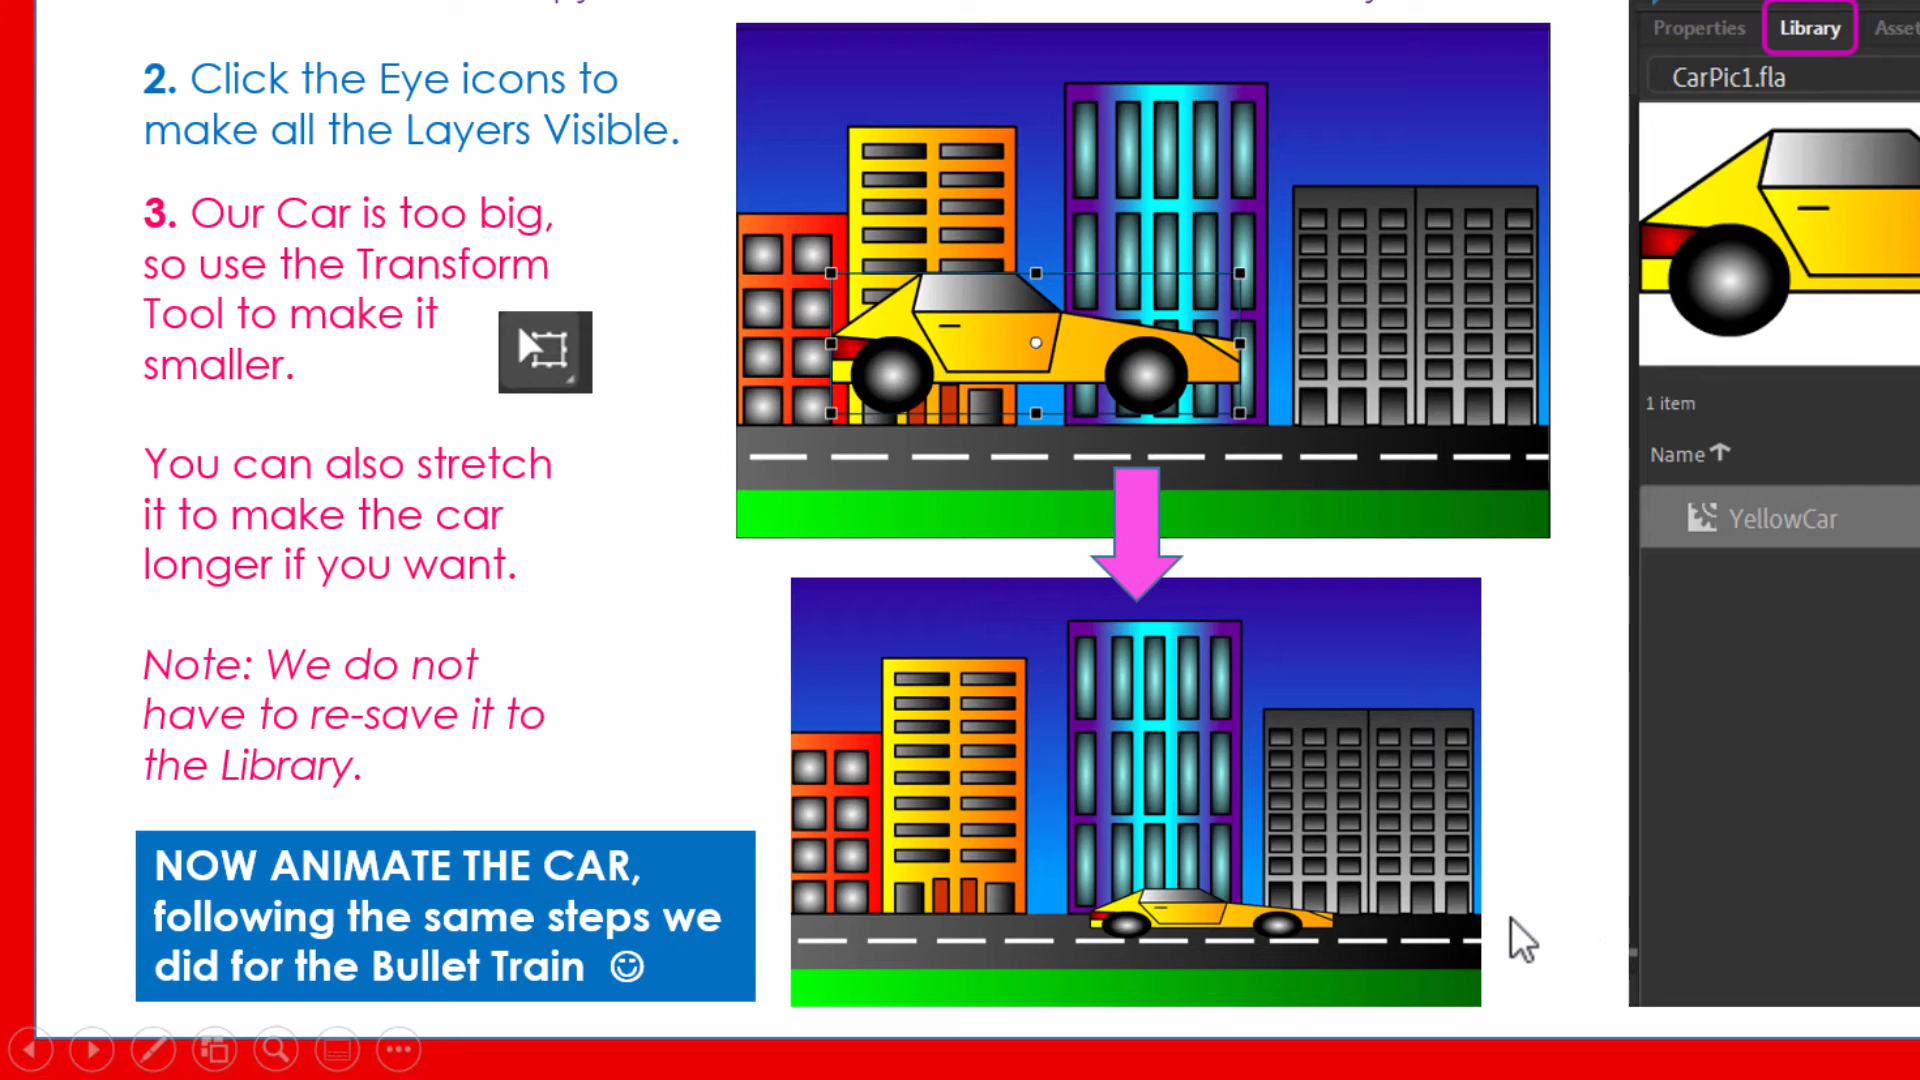 2. Click the Eye icons to
make all the Layers Visible.
3. Our Car is too big,
so use the Transform
Tool to make it
smaller.
You can also stretch
it to make the car
longer if you want.
Note: We do not
have to re-save it to
the Library.
NOW ANIMATE THE CAR,
following the same steps we
did for the Bullet Train ☺
Properties Library Asset
CarPic1.fla
1 item
Name
YellowCar